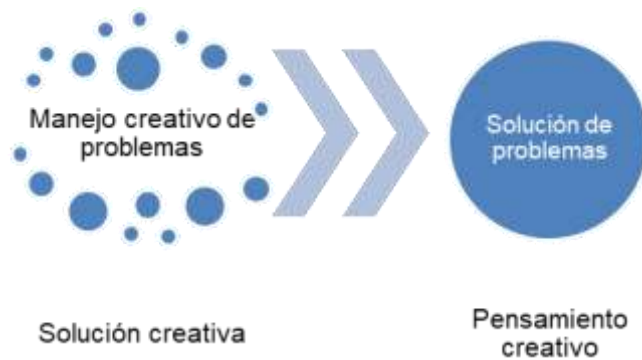 Manejo creativo de
problemas
Solución de
problemas
Solución creativa
Pensamiento
creativo